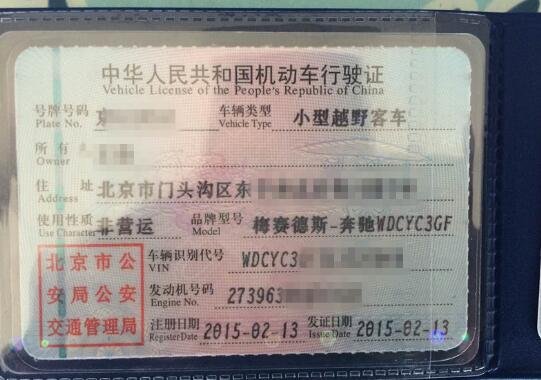 中华人民共和国机动车行驶证
Vehicle License of the People's Republic of China
号牌号码 车辆类型 小型越野客车
Plate No. Vehicle Type
所有
Owner
住 址 北京市门头沟区东
Address
使用性质 非营运 品牌型号 梅赛德斯-奔驰WDCYC3GF
Use Character Model
北京市公 车辆识别代号 WDCYC3
VIN
安局公安 发动机号码 273963
Engine No.
交通管理局 注册日期 2015-02-13 发证日期 2015-02-13
Register Date Issue Date